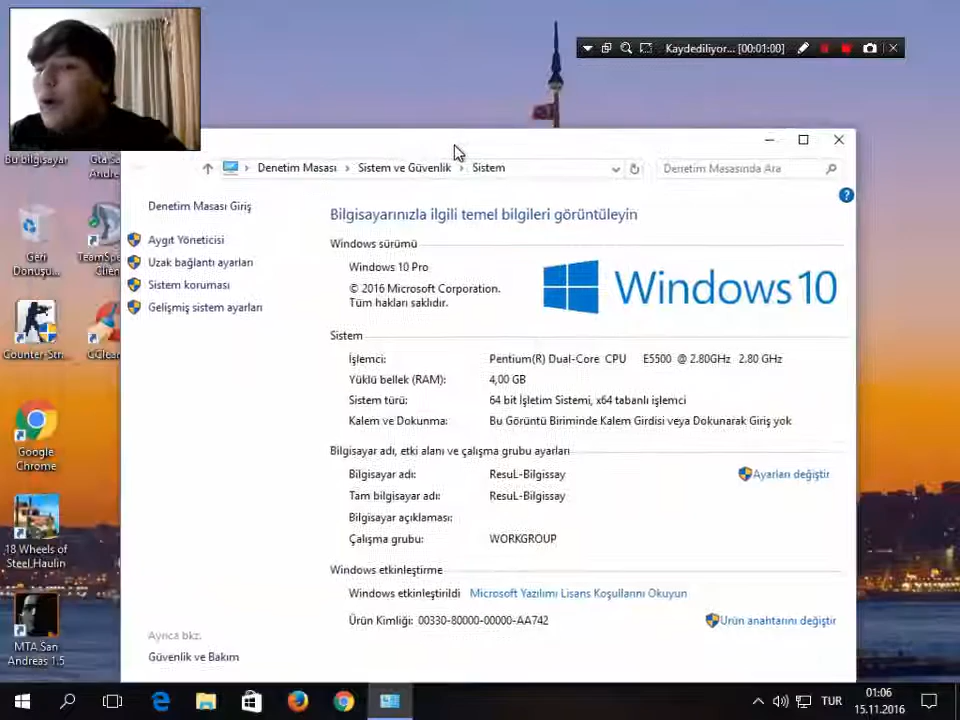 Kaydediliyor... [00:01:00]
Bu bilgisayar
Gta Sa
Andre
Geri
Dönüşü...
TeamSpe
Client
Counter-Str...
CClean
Google
Chrome
18 Wheels of
Steel Haulin
MTA San
Andreas 1.5
Denetim Masası
Sistem ve Güvenlik
Sistem
Denetim Masasında Ara
Denetim Masası Giriş
Aygıt Yöneticisi
Uzak bağlantı ayarları
Sistem koruması
Gelişmiş sistem ayarları
Ayrıca bkz.
Güvenlik ve Bakım
Bilgisayarınızla ilgili temel bilgileri görüntüleyin
Windows sürümü
Windows 10 Pro
© 2016 Microsoft Corporation.
Tüm hakları saklıdır.
Windows 10
Sistem
İşlemci: Pentium(R) Dual-Core CPU E5500 @ 2.80GHz 2.80 GHz
Yüklü bellek (RAM): 4,00 GB
Sistem türü: 64 bit İşletim Sistemi, x64 tabanlı işlemci
Kalem ve Dokunma: Bu Görüntü Biriminde Kalem Girdisi veya Dokunarak Giriş yok
Bilgisayar adı, etki alanı ve çalışma grubu ayarları
Bilgisayar adı: ResuL-Bilgissay
Ayarları değiştir
Tam bilgisayar adı: ResuL-Bilgissay
Bilgisayar açıklaması:
Çalışma grubu: WORKGROUP
Windows etkinleştirme
Windows etkinleştirildi Microsoft Yazılımı Lisans Koşullarını Okuyun
Ürün Kimliği: 00330-80000-00000-AA742
Ürün anahtarını değiştir
TUR
01:06
15.11.2016